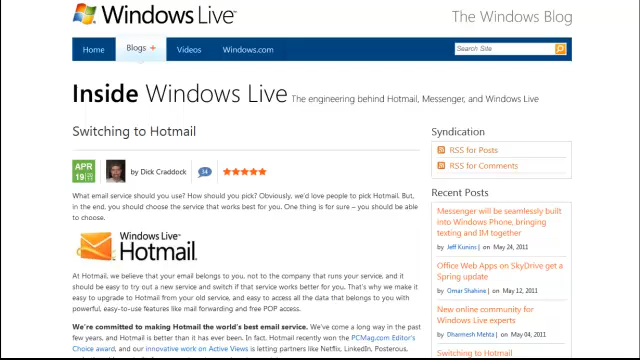 Windows Live™
The Windows Blog
Home Blogs + Videos Windows.com
Search Site
Inside Windows Live The engineering behind Hotmail, Messenger, and Windows Live
Switching to Hotmail
APR
19
by Dick Craddock
34
What email service should you use? How should you pick? Obviously, we'd love people to pick Hotmail. But,
in the end, you should choose the service that works best for you. One thing is for sure – you should be able
to choose.
Windows Live™
Hotmail
At Hotmail, we believe that your email belongs to you, not to the company that runs your service, and it
should be easy to try out a new service and switch if that service works better for you. That's why we make it
easy to upgrade to Hotmail from your old service, and easy to access all the data that belongs to you with
powerful, easy-to-use features like mail forwarding and free POP access.
We're committed to making Hotmail the world's best email service. We've come a long way in the past
few years, and Hotmail is better than it has ever been. In fact, Hotmail recently won the PCMag.com Editor's
Choice award, and our innovative work on Active Views is letting partners like Netflix, LinkedIn, Posterous,
Syndication
RSS for Posts
RSS for Comments
Recent Posts
Messenger will be seamlessly built
into Windows Phone, bringing
texting and IM together
by Jeff Kunins | on May 24, 2011
Office Web Apps on SkyDrive get a
Spring update
by Omar Shahine | on May 12, 2011
New online community for
Windows Live experts
by Dharmesh Mehta | on May 04, 2011
Switching to Hotmail